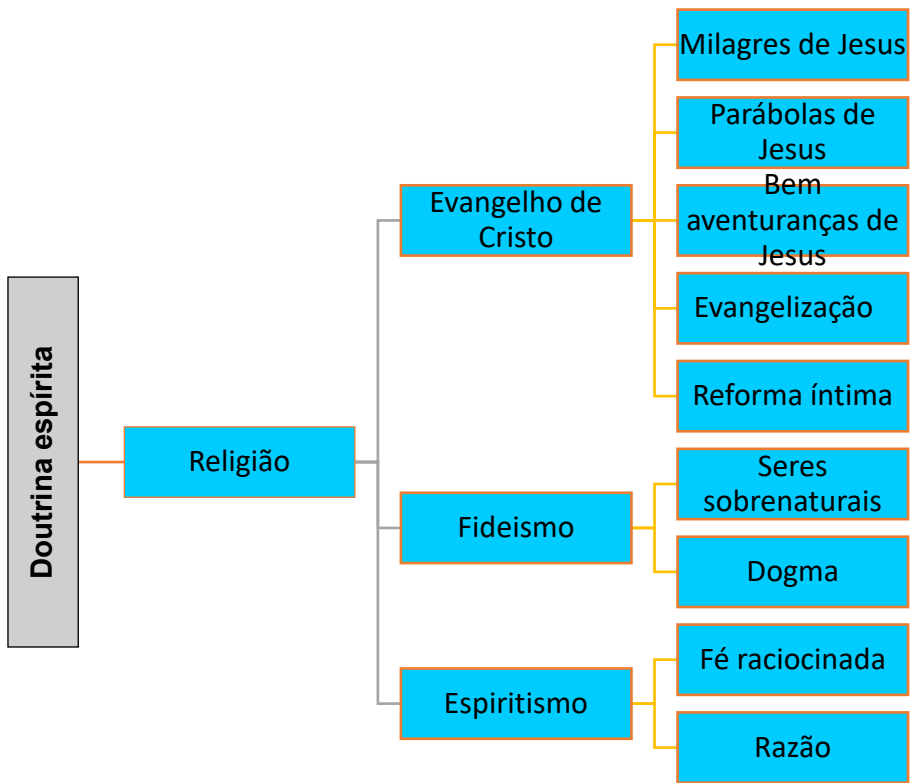 Doutrina espírita
Religião
Evangelho de
Cristo
Milagres de Jesus
Parábolas de
Jesus
Bem
aventuranças de
Jesus
Evangelização
Reforma íntima
Fideismo
Seres
sobrenaturais
Dogma
Espiritismo
Fé raciocinada
Razão